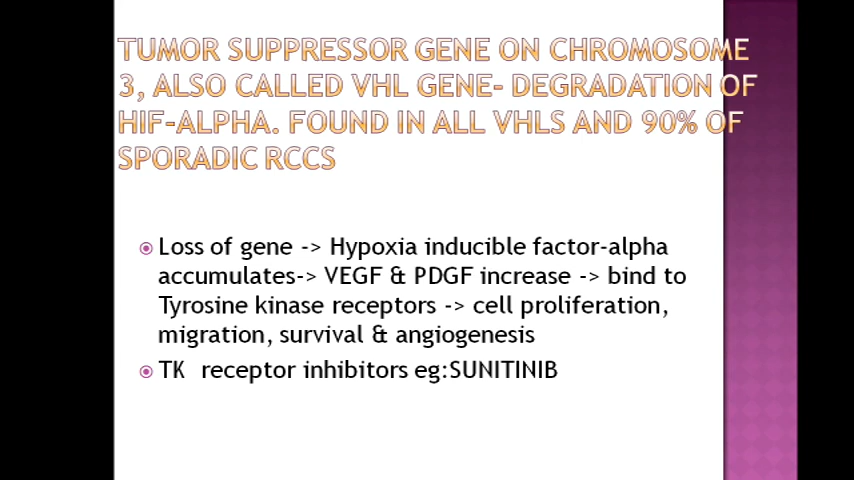 TUMOR SUPPRESSOR GENE ON CHROMOSOME
3, ALSO CALLED VHL GENE- DEGRADATION OF
HIF-ALPHA. FOUND IN ALL VHLS AND 90% OF
SPORADIC RCCS
Loss of gene -> Hypoxia inducible factor-alpha
accumulates-> VEGF & PDGF increase -> bind to
Tyrosine kinase receptors -> cell proliferation,
migration, survival & angiogenesis
TK receptor inhibitors eg:SUNITINIB